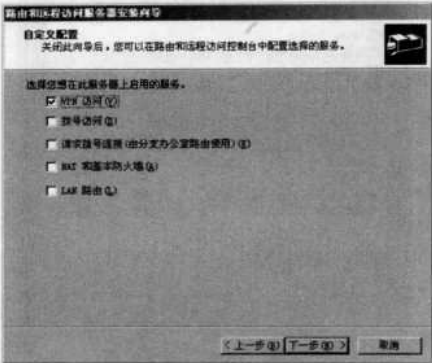 路由和远程访问服务器安装向导
自定义配置
关闭此向导后，您可以在路由和远程访问控制台中配置选择的服务。
选择您想在此服务器上启用的服务。
VPN 访问(V)
拨号访问(D)
请求拨号连接(由分支办公室路由使用)(E)
NAT 和基本防火墙(A)
LAN 路由(L)
< 上一步(B)
下一步(N) >
取消